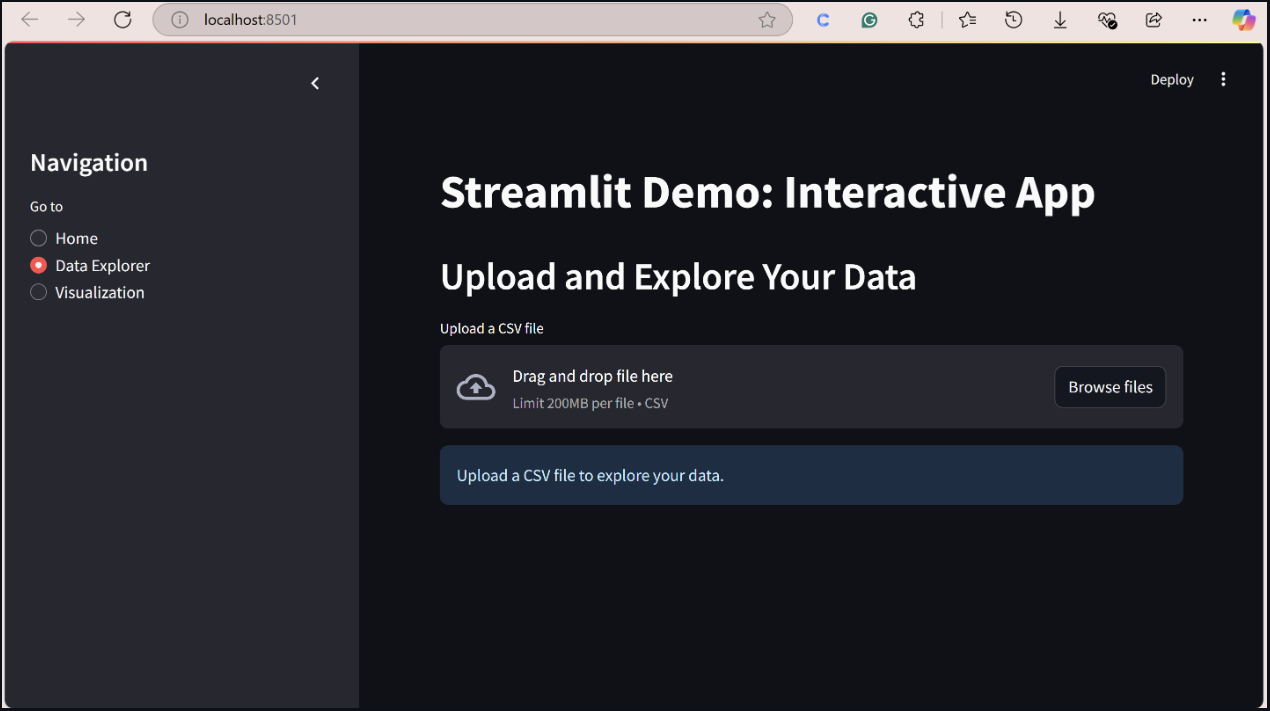 localhost:8501
Deploy
Navigation
Go to
Home
Data Explorer
Visualization
Streamlit Demo: Interactive App
Upload and Explore Your Data
Upload a CSV file
Drag and drop file here
Limit 200MB per file • CSV
Browse files
Upload a CSV file to explore your data.